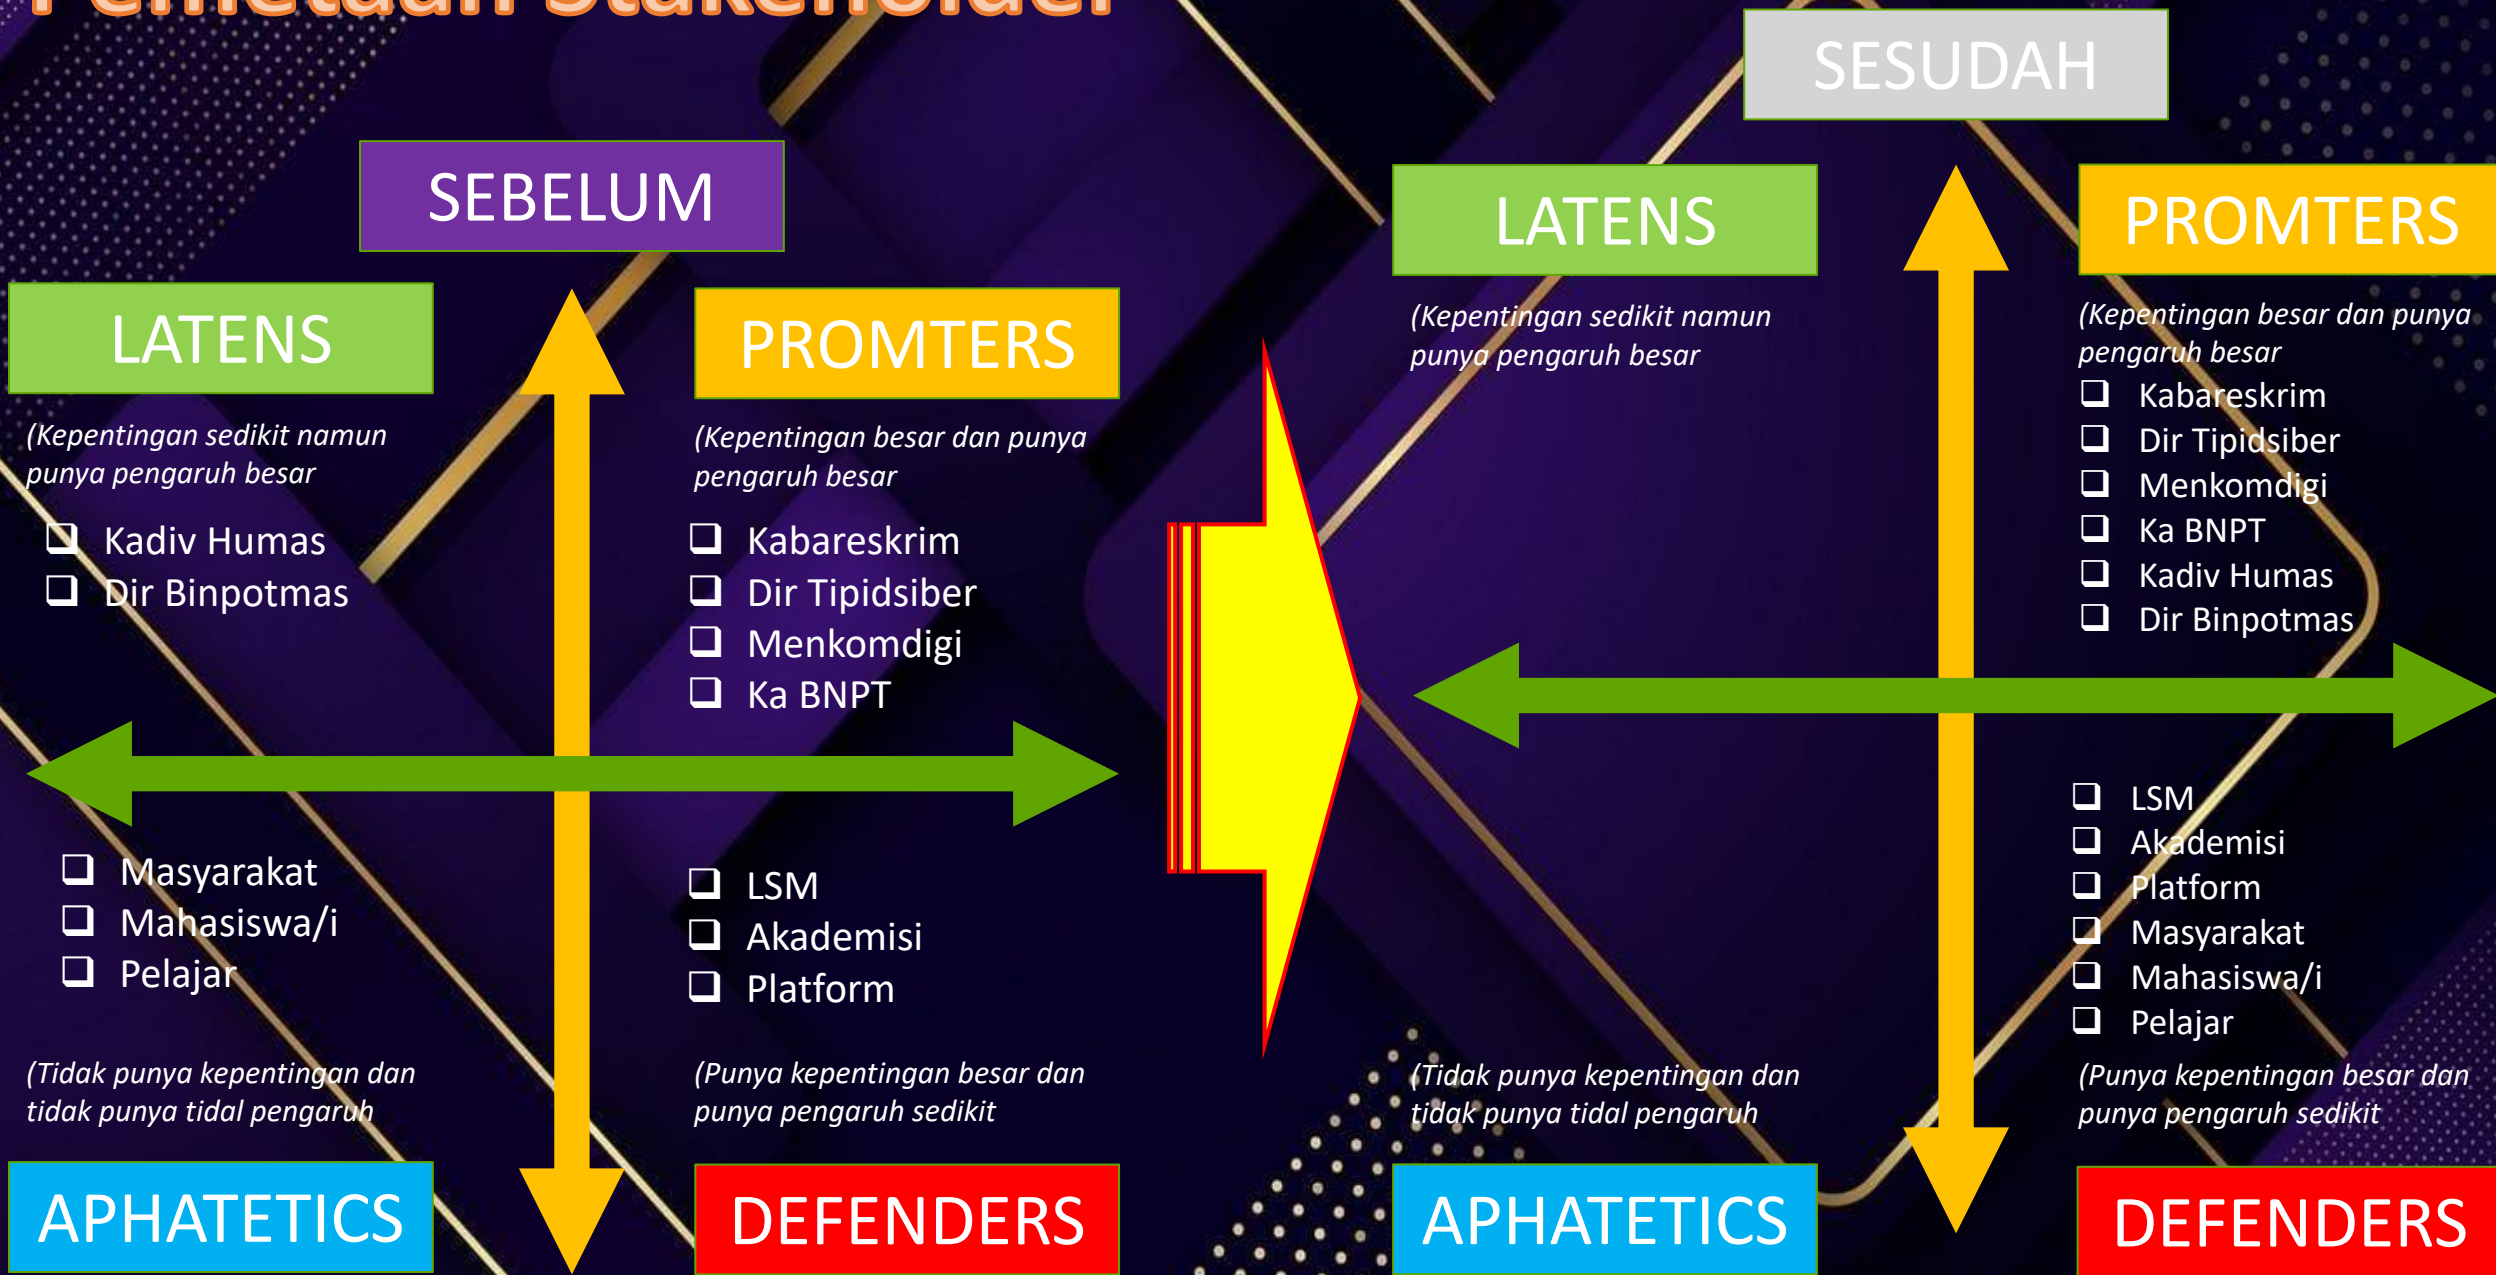 Pemetaan Stakeholder
SEBELUM
LATENS
(Kepentingan sedikit namun
punya pengaruh besar
❑ Kadiv Humas
❑ Dir Binpotmas
PROMTERS
(Kepentingan besar dan punya
pengaruh besar
❑ Kabareskrim
❑ Dir Tipidsiber
❑ Menkomdigi
❑ Ka BNPT
❑ Masyarakat
❑ Mahasiswa/i
❑ Pelajar
(Tidak punya kepentingan dan
tidak punya tidal pengaruh
APHATETICS
❑ LSM
❑ Akademisi
❑ Platform
(Punya kepentingan besar dan
punya pengaruh sedikit
DEFENDERS
SESUDAH
LATENS
(Kepentingan sedikit namun
punya pengaruh besar
PROMTERS
(Kepentingan besar dan punya
pengaruh besar
❑ Kabareskrim
❑ Dir Tipidsiber
❑ Menkomdigi
❑ Ka BNPT
❑ Kadiv Humas
❑ Dir Binpotmas
(Tidak punya kepentingan dan
tidak punya tidal pengaruh
APHATETICS
❑ LSM
❑ Akademisi
❑ Platform
❑ Masyarakat
❑ Mahasiswa/i
❑ Pelajar
(Punya kepentingan besar dan
punya pengaruh sedikit
DEFENDERS